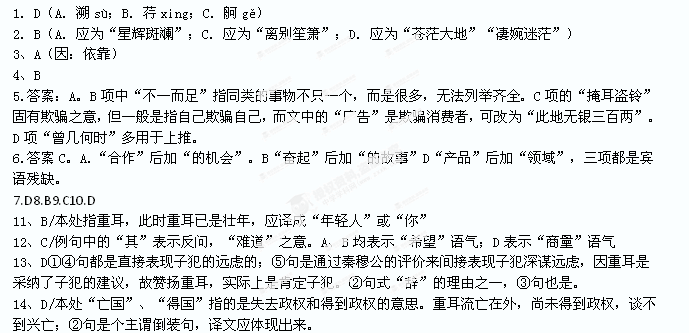 1. D（A. 溯 sù；B. 荇 xìng；C. 舸 gě）
2. B（A. 应为“星辉斑斓”；C. 应为“离别笙箫”；D. 应为“苍茫大地”“凄婉迷茫”）
3、A（因：依靠）
4、B
5.答案：A。B项中“不一而足”指同类的事物不只一个，而是很多，无法列举齐全。C项的“掩耳盗铃”
固有欺骗之意，但一般是指自己欺骗自己，而文中的“广告”是欺骗消费者，可改为“此地无银三百两”。
D项“曾几何时”多用于上推。
6.答案C。A.“合作”后加“的机会”。B“奋起”后加“的故事”D“产品”后加“领域”，三项都是宾
语残缺。
7.D8.B9.C10.D
11、B/本处指重耳，此时重耳已是壮年，应译成“年轻人”或“你”
12、C/例句中的“其”表示反问，“难道”之意。A、B均表示“希望”语气；D表示“商量”语气
13、D①④句都是直接表现子犯的远虑的；⑤句是通过秦穆公的评价来间接表现子犯深谋远虑，因重耳是
采纳了子犯的建议，故赞扬重耳，实际上是肯定子犯。②句式“辞”的理由之一，③句也是。
14、D/本处“亡国”、“得国”指的是失去政权和得到政权的意思。重耳流亡在外，尚未得到政权，谈不
到兴亡；②句是个主谓倒装句，译文应体现出来。